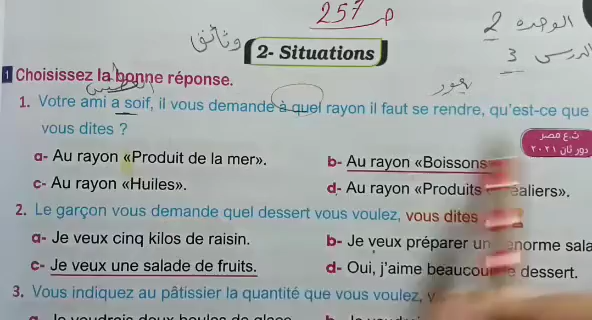 257 ص
الوحدة 2
وثائق
الدرس 3
2- Situations
1 Choisissez la bonne réponse.
1. Votre ami a soif, il vous demande à quel rayon il faut se rendre, qu'est-ce que
vous dites ?
a- Au rayon «Produit de la mer».
b- Au rayon «Boissons
c- Au rayon «Huiles».
d- Au rayon «Produits éaliers».
2. Le garçon vous demande quel dessert vous voulez, vous dites
a- Je veux cinq kilos de raisin.
b- Je veux préparer un énorme sala
c- Je veux une salade de fruits.
d- Oui, j'aime beaucoup dessert.
3. Vous indiquez au pâtissier la quantité que vous voulez, v